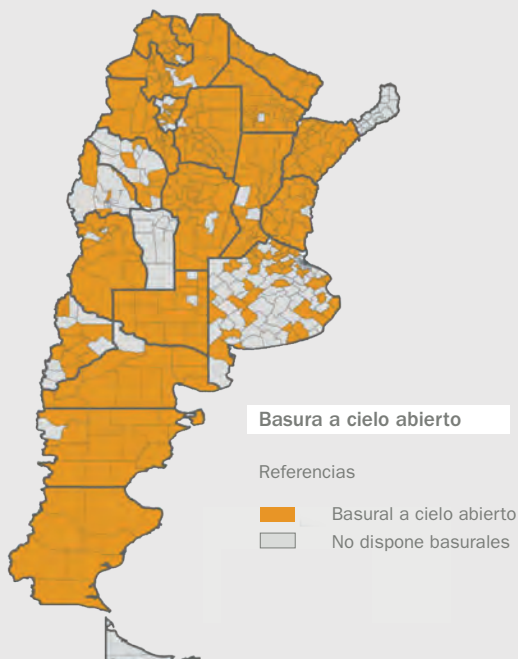 Basura a cielo abierto
Referencias
Basural a cielo abierto
No dispone basurales